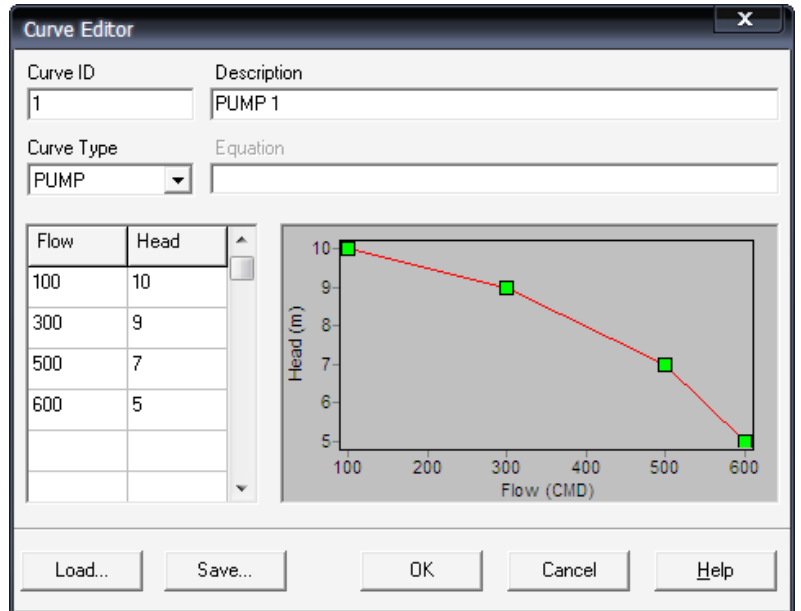 Curve Editor
X
Curve ID Description
1 PUMP 1
Curve Type Equation
PUMP
Flow Head
100 10
300 9
500 7
600 5
10
9
8
7
6
5
Head (m)
100 200 300 400 500 600
Flow (CMD)
Load... Save... OK Cancel Help